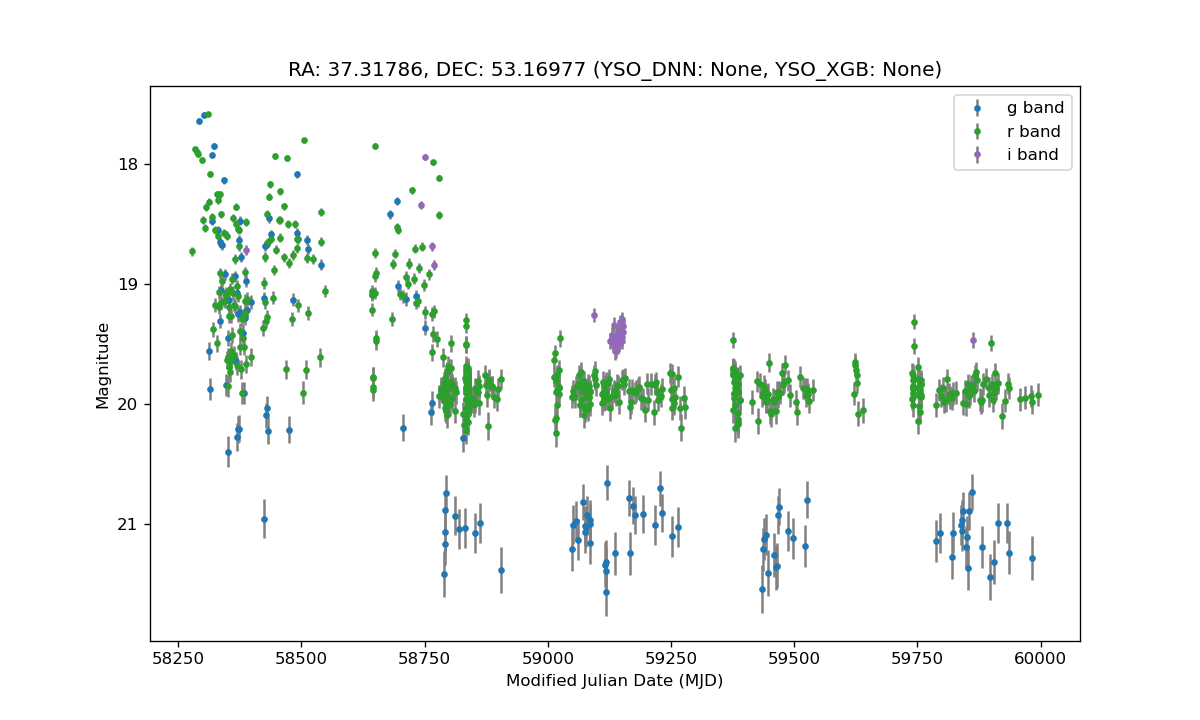 RA: 37.31786, DEC: 53.16977 (YSO_DNN: None, YSO_XGB: None)
g band
r band
i band
18
19
20
21
Magnitude
58250 58500 58750 59000 59250 59500 59750 60000
Modified Julian Date (MJD)